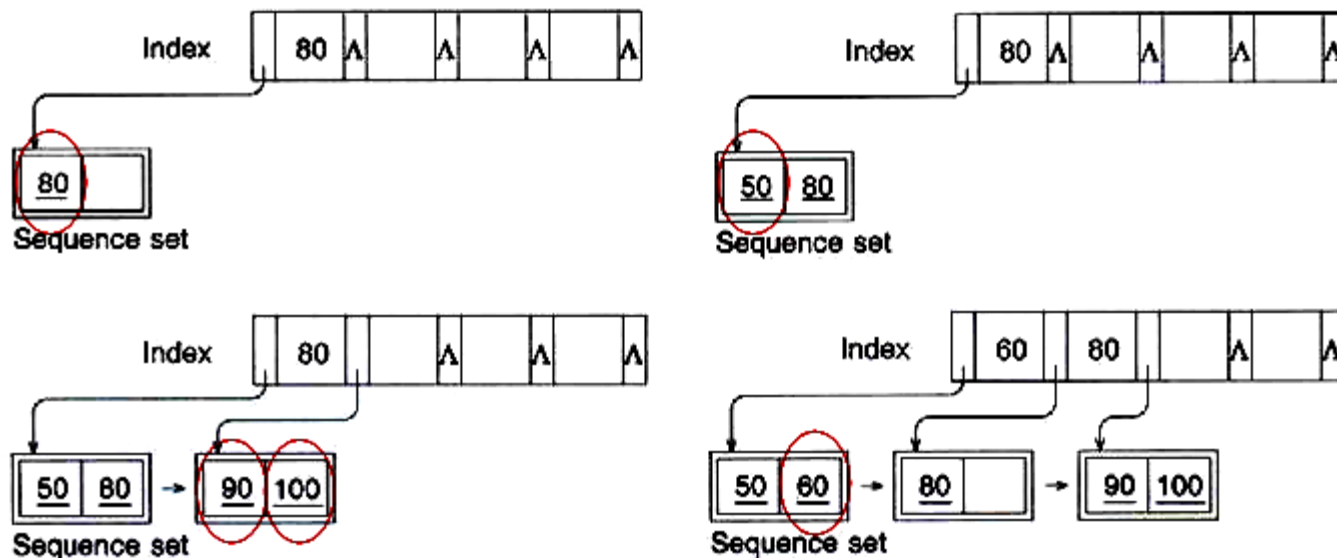 Index 80 Λ Λ Λ Λ
80
Sequence set
Index 80 Λ Λ Λ Λ
50 80
Sequence set
Index 80 Λ Λ Λ
50 80 90 100
Sequence set
Index 60 80 Λ Λ
50 60 80 90 100
Sequence set